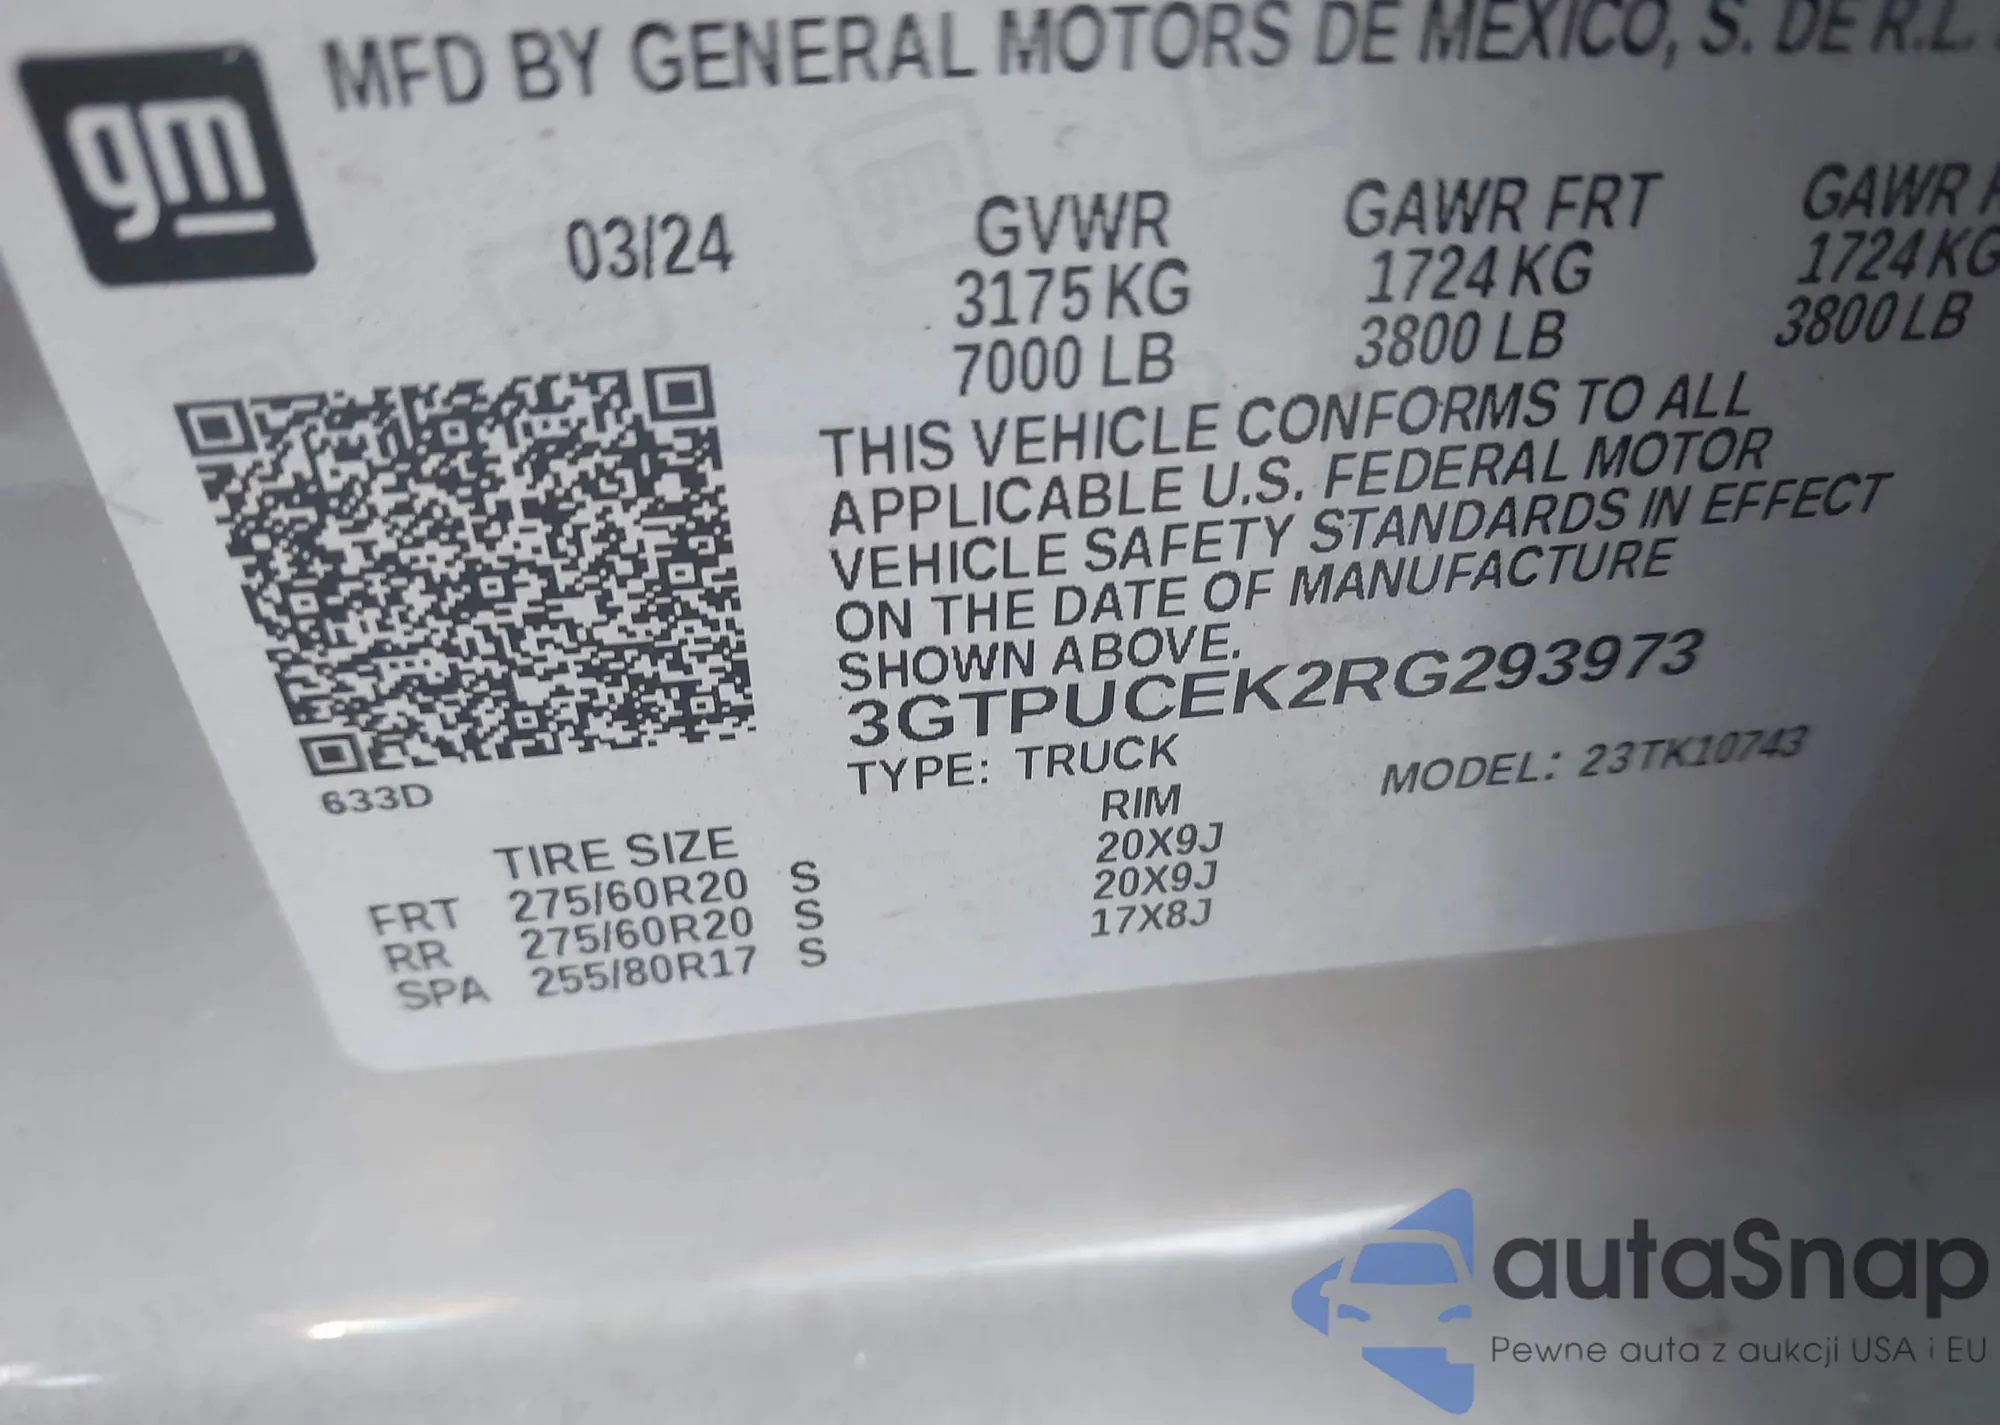 gm
MFD BY GENERAL MOTORS DE MEXICO, S. DE R.L.
03/24
GVWR GAWR FRT GAWR
3175 KG 1724 KG 1724 KG
7000 LB 3800 LB 3800 LB
THIS VEHICLE CONFORMS TO ALL
APPLICABLE U.S. FEDERAL MOTOR
VEHICLE SAFETY STANDARDS IN EFFECT
ON THE DATE OF MANUFACTURE
SHOWN ABOVE.
3GTPUCEK2RG293973
TYPE: TRUCK MODEL: 23TK10743
633D
TIRE SIZE RIM
FRT 275/60R20 S 20X9J
RR 275/60R20 S 20X9J
SPA 255/80R17 S 17X8J
autaSnap
Pewne auta z aukcji USA i EU